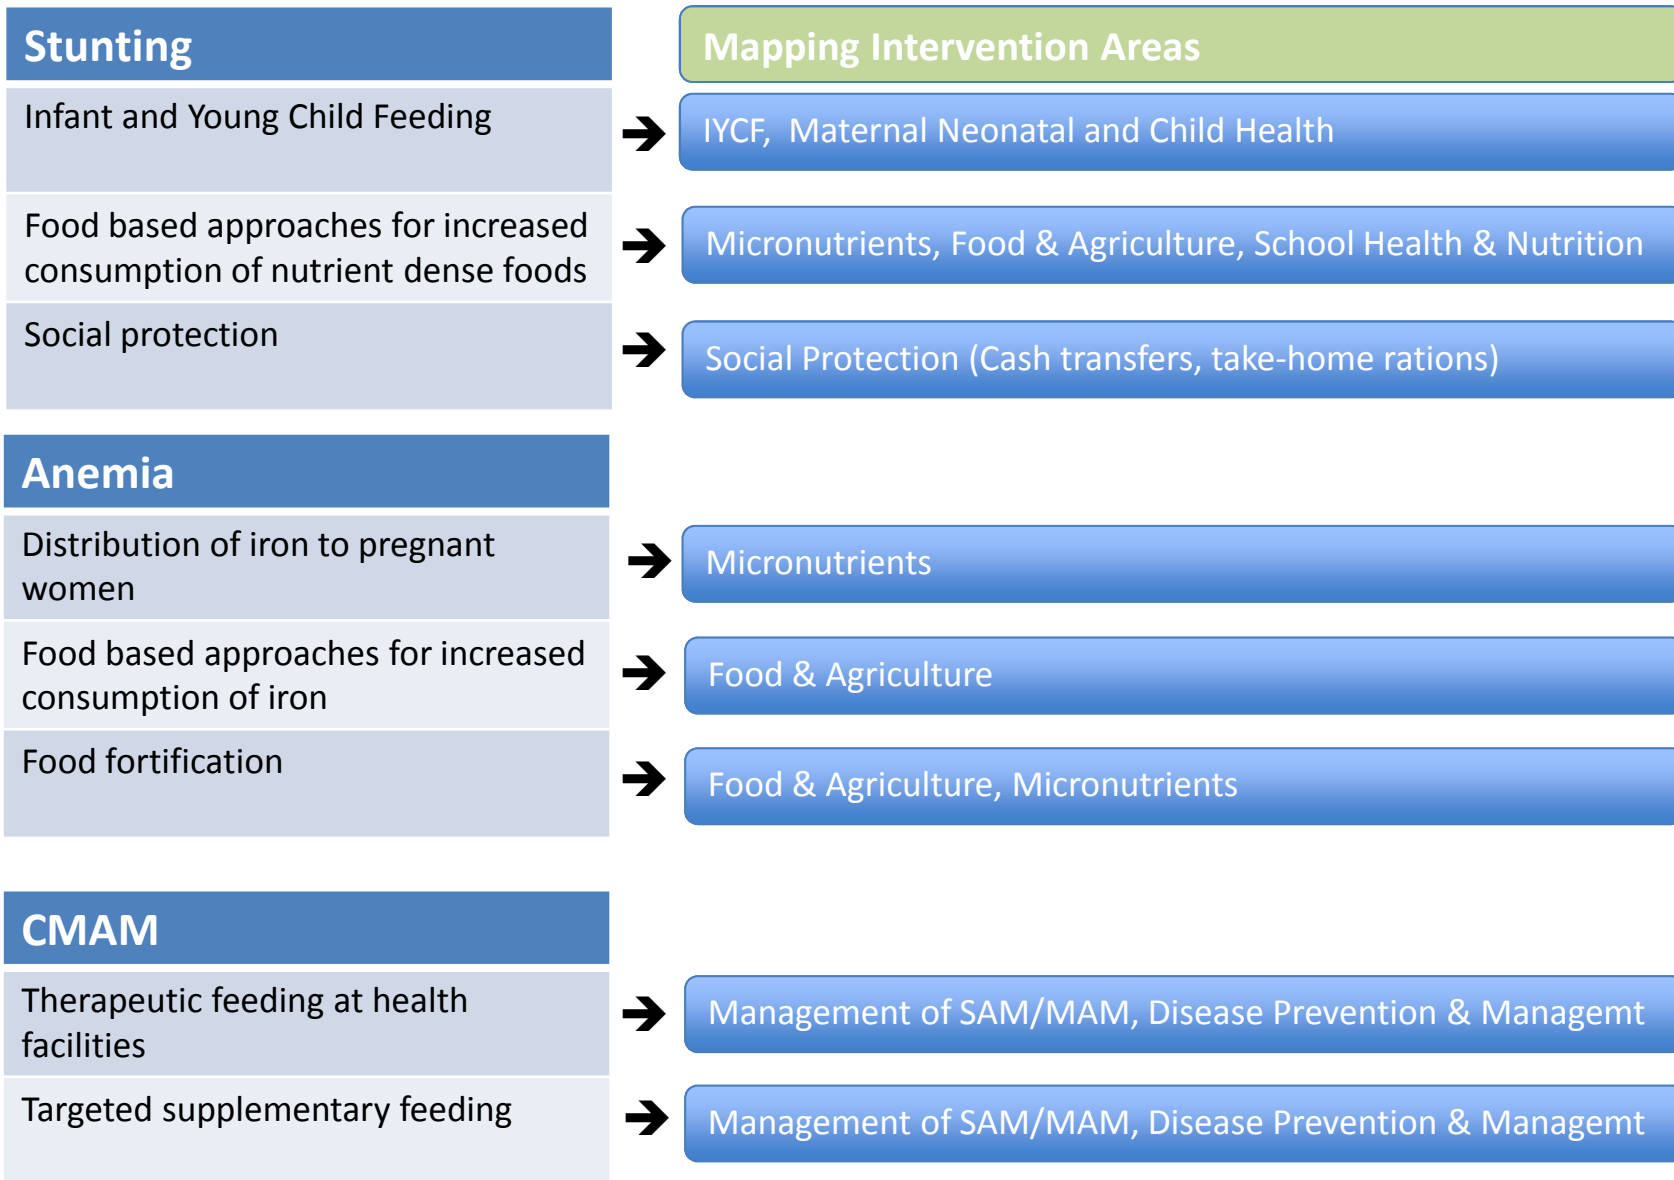 Stunting
Mapping Intervention Areas
Infant and Young Child Feeding
IYCF, Maternal Neonatal and Child Health
Food based approaches for increased
consumption of nutrient dense foods
Micronutrients, Food & Agriculture, School Health & Nutrition
Social protection
Social Protection (Cash transfers, take-home rations)
Anemia
Distribution of iron to pregnant
women
Micronutrients
Food based approaches for increased
consumption of iron
Food & Agriculture
Food fortification
Food & Agriculture, Micronutrients
CMAM
Therapeutic feeding at health
facilities
Management of SAM/MAM, Disease Prevention & Managemt
Targeted supplementary feeding
Management of SAM/MAM, Disease Prevention & Managemt